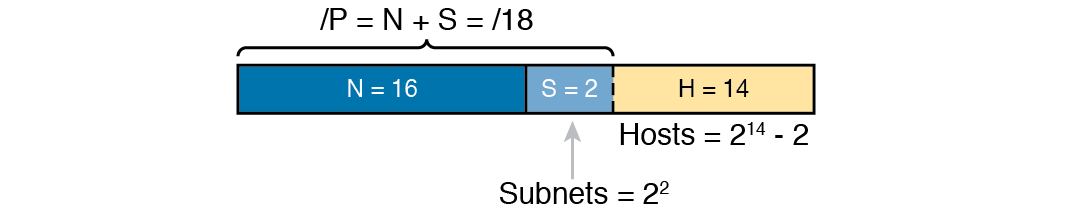 /P = N + S = /18
N = 16
S = 2
H = 14
Hosts = 2¹⁴ - 2
Subnets = 2²